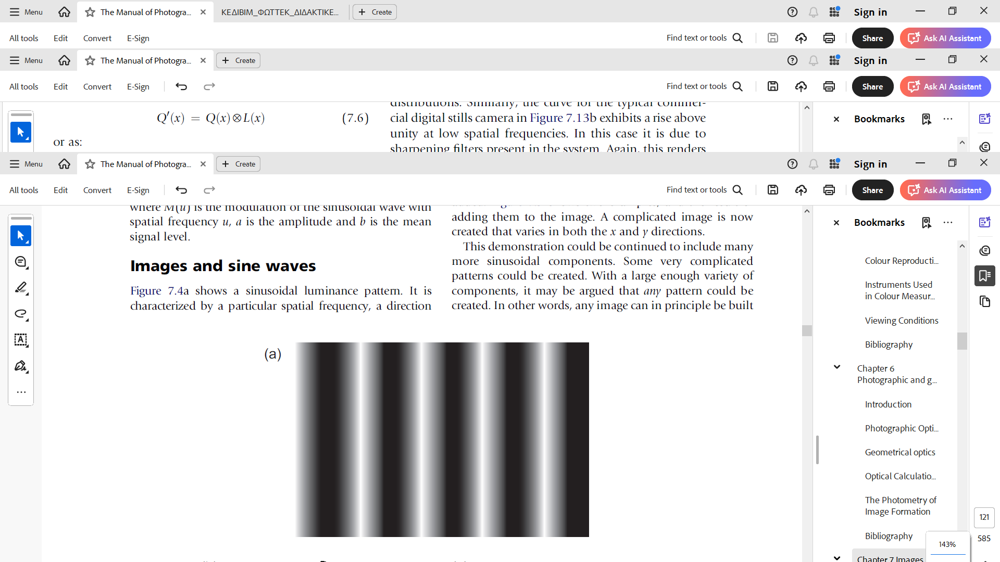 Menu The Manual of Photogra... ΚΕΔΙΒΙΜ_ΦΩΤΤΕΚ_ΔΙΔΑΚΤΙΚΕ... Create Sign in
All tools Edit Convert E-Sign Find text or tools Share Ask AI Assistant
Menu The Manual of Photogra... Create Sign in
All tools Edit Convert E-Sign Find text or tools Share Ask AI Assistant
Q′(x) = Q(x)⊗L(x) (7.6)
or as:
distributions. Similarly, the curve for the typical commer-
cial digital stills camera in Figure 7.13b exhibits a rise above
unity at low spatial frequencies. In this case it is due to
sharpening filters present in the system. Again, this renders
Bookmarks
Menu The Manual of Photogra... Create Sign in
All tools Edit Convert E-Sign Find text or tools Share Ask AI Assistant
where M(u) is the modulation of the sinusoidal wave with
spatial frequency u, a is the amplitude and b is the mean
signal level.
Images and sine waves
Figure 7.4a shows a sinusoidal luminance pattern. It is
characterized by a particular spatial frequency, a direction
adding them to the image. A complicated image is now
created that varies in both the x and y directions.
This demonstration could be continued to include many
more sinusoidal components. Some very complicated
patterns could be created. With a large enough variety of
components, it may be argued that any pattern could be
created. In other words, any image can in principle be built
(a)
Bookmarks
Colour Reproducti...
Instruments Used
in Colour Measur...
Viewing Conditions
Bibliography
Chapter 6
Photographic and g...
Introduction
Photographic Opti...
Geometrical optics
Optical Calculatio...
The Photometry of
Image Formation
Bibliography
Chapter 7 Images
121
585
143%